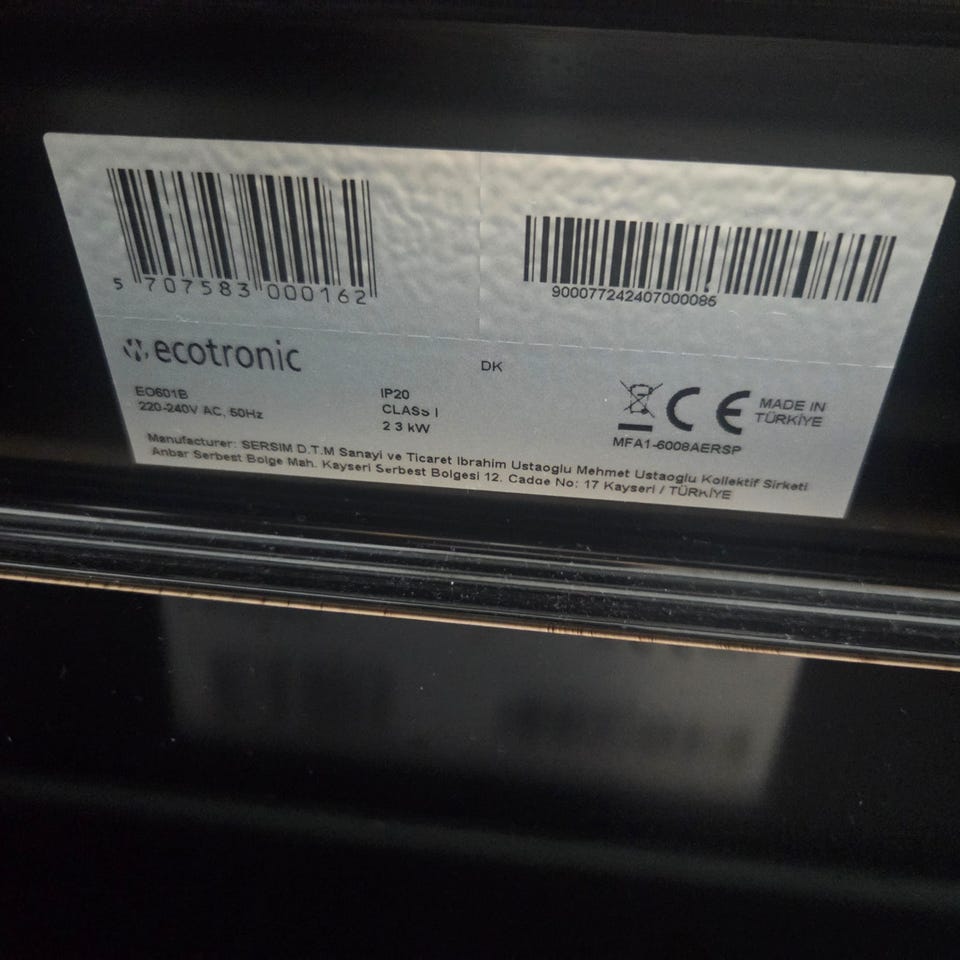 5 707583 000162
900077242407000086
ecotronic
DK
EO601B
220-240V AC, 50Hz
IP20
CLASS I
2.3 kW
MADE IN
TÜRKİYE
MFA1-6008AERSP
Manufacturer: SERSIM D.T.M Sanayi ve Ticaret Ibrahim Ustaoglu Mehmet Ustaoglu Kollektif Sirketi
Anbar Serbest Bolge Mah. Kayseri Serbest Bolgesi 12. Cadde No: 17 Kayseri / TÜRKİYE